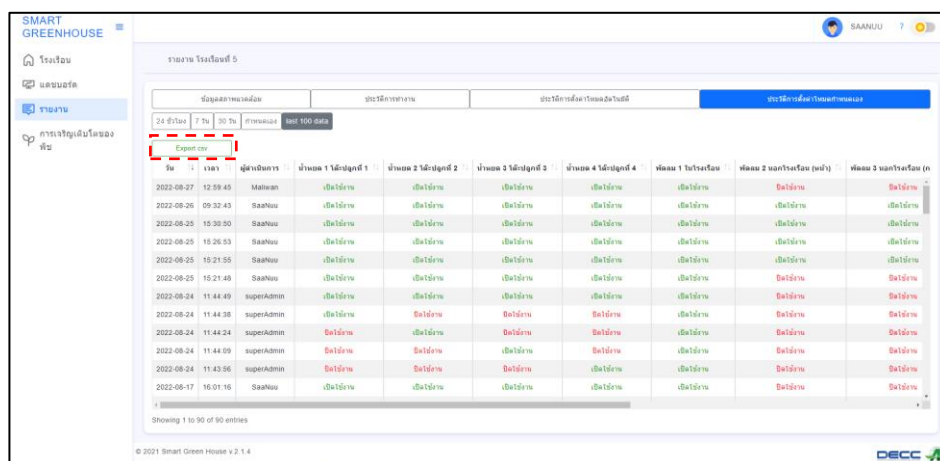 SMART
GREENHOUSE
SAANUU ?
โรงเรือน
แดชบอร์ด
รายงาน
การเจริญเติบโตของ
พืช
รายงาน โรงเรือนที่ 5
ข้อมูลสภาพแวดล้อม ประวัติการทำงาน ประวัติการตั้งค่าโหมดอัตโนมัติ ประวัติการตั้งค่าโหมดกำหนดเอง
24 ชั่วโมง 7 วัน 30 วัน กำหนดเอง last 100 data
Export csv
วัน เวลา ผู้ดำเนินการ น้ำหยด 1 โต๊ะปลูกที่ 1 น้ำหยด 2 โต๊ะปลูกที่ 2 น้ำหยด 3 โต๊ะปลูกที่ 3 น้ำหยด 4 โต๊ะปลูกที่ 4 พัดลม 1 ในโรงเรือน พัดลม 2 นอกโรงเรือน (หน้า) พัดลม 3 นอกโรงเรือน (ก
2022-08-27 12:59:45 Maliwan เปิดใช้งาน เปิดใช้งาน เปิดใช้งาน เปิดใช้งาน เปิดใช้งาน ปิดใช้งาน ปิดใช้งาน
2022-08-26 09:32:43 SaaNuu เปิดใช้งาน เปิดใช้งาน เปิดใช้งาน เปิดใช้งาน เปิดใช้งาน เปิดใช้งาน เปิดใช้งาน
2022-08-25 15:30:50 SaaNuu เปิดใช้งาน เปิดใช้งาน เปิดใช้งาน เปิดใช้งาน เปิดใช้งาน เปิดใช้งาน เปิดใช้งาน
2022-08-25 15:26:53 SaaNuu เปิดใช้งาน เปิดใช้งาน เปิดใช้งาน เปิดใช้งาน เปิดใช้งาน เปิดใช้งาน เปิดใช้งาน
2022-08-25 15:21:55 SaaNuu เปิดใช้งาน เปิดใช้งาน เปิดใช้งาน เปิดใช้งาน เปิดใช้งาน เปิดใช้งาน เปิดใช้งาน
2022-08-25 15:21:48 SaaNuu เปิดใช้งาน เปิดใช้งาน เปิดใช้งาน เปิดใช้งาน เปิดใช้งาน ปิดใช้งาน ปิดใช้งาน
2022-08-24 11:44:49 superAdmin เปิดใช้งาน เปิดใช้งาน เปิดใช้งาน เปิดใช้งาน เปิดใช้งาน ปิดใช้งาน ปิดใช้งาน
2022-08-24 11:44:38 superAdmin เปิดใช้งาน ปิดใช้งาน ปิดใช้งาน ปิดใช้งาน เปิดใช้งาน ปิดใช้งาน ปิดใช้งาน
2022-08-24 11:44:24 superAdmin ปิดใช้งาน เปิดใช้งาน ปิดใช้งาน ปิดใช้งาน เปิดใช้งาน ปิดใช้งาน ปิดใช้งาน
2022-08-24 11:44:09 superAdmin ปิดใช้งาน ปิดใช้งาน เปิดใช้งาน ปิดใช้งาน เปิดใช้งาน ปิดใช้งาน ปิดใช้งาน
2022-08-24 11:43:56 superAdmin ปิดใช้งาน ปิดใช้งาน ปิดใช้งาน เปิดใช้งาน เปิดใช้งาน ปิดใช้งาน ปิดใช้งาน
2022-08-17 16:01:16 SaaNuu เปิดใช้งาน เปิดใช้งาน เปิดใช้งาน เปิดใช้งาน เปิดใช้งาน ปิดใช้งาน ปิดใช้งาน
Showing 1 to 90 of 90 entries
© 2021 Smart Green House v.2.1.4
DECC